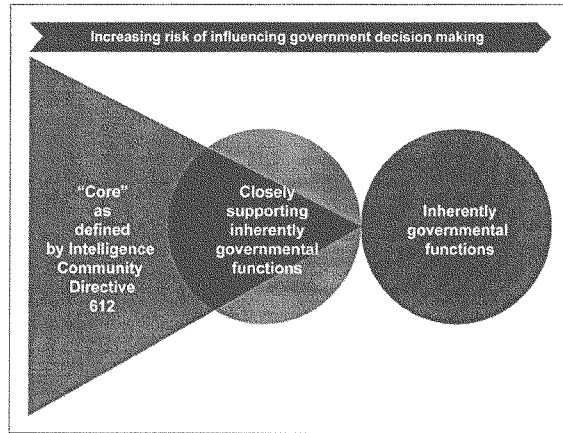 Increasing risk of influencing government decision making
“Core”
as
defined
by Intelligence
Community
Directive
612
Closely
supporting
inherently
governmental
functions
Inherently
governmental
functions